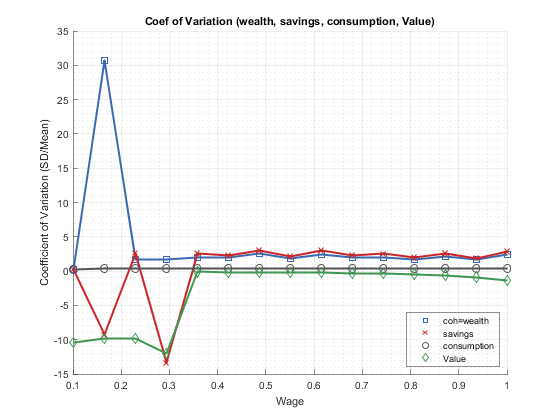 Coef of Variation (wealth, savings, consumption, Value)
35
30
25
20
15
10
5
0
-5
-10
-15
Coefficient of Variation (SD/Mean)
0.1 0.2 0.3 0.4 0.5 0.6 0.7 0.8 0.9 1
Wage
coh=wealth
savings
consumption
Value